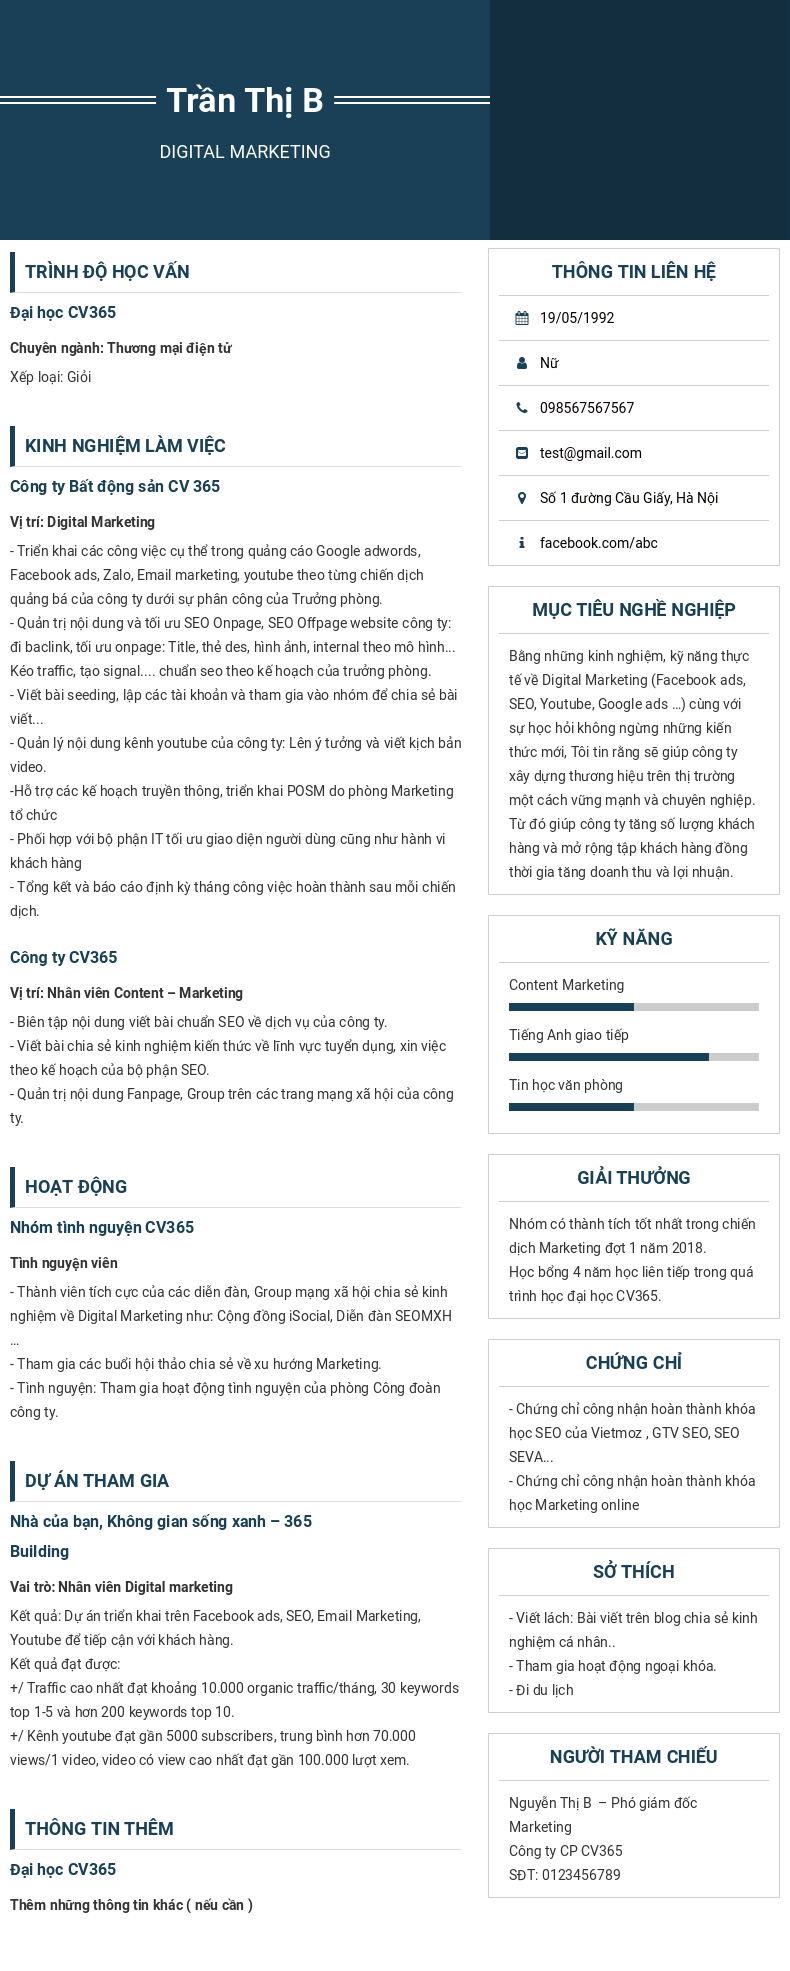 Trần Thị B
DIGITAL MARKETING
TRÌNH ĐỘ HỌC VẤN
Đại học CV365
Chuyên ngành: Thương mại điện tử
Xếp loại: Giỏi
KINH NGHIỆM LÀM VIỆC
Công ty Bất động sản CV 365
Vị trí: Digital Marketing
- Triển khai các công việc cụ thể trong quảng cáo Google adwords,
Facebook ads, Zalo, Email marketing, youtube theo từng chiến dịch
quảng bá của công ty dưới sự phân công của Trưởng phòng.
- Quản trị nội dung và tối ưu SEO Onpage, SEO Offpage website công ty:
đi baclink, tối ưu onpage: Title, thẻ des, hình ảnh, internal theo mô hình...
Kéo traffic, tạo signal.... chuẩn seo theo kế hoạch của trưởng phòng.
- Viết bài seeding, lập các tài khoản và tham gia vào nhóm để chia sẻ bài
viết...
- Quản lý nội dung kênh youtube của công ty: Lên ý tưởng và viết kịch bản
video.
-Hỗ trợ các kế hoạch truyền thông, triển khai POSM do phòng Marketing
tổ chức
- Phối hợp với bộ phận IT tối ưu giao diện người dùng cũng như hành vi
khách hàng
- Tổng kết và báo cáo định kỳ tháng công việc hoàn thành sau mỗi chiến
dịch.
Công ty CV365
Vị trí: Nhân viên Content – Marketing
- Biên tập nội dung viết bài chuẩn SEO về dịch vụ của công ty.
- Viết bài chia sẻ kinh nghiệm kiến thức về lĩnh vực tuyển dụng, xin việc
theo kế hoạch của bộ phận SEO.
- Quản trị nội dung Fanpage, Group trên các trang mạng xã hội của công
ty.
HOẠT ĐỘNG
Nhóm tình nguyện CV365
Tình nguyện viên
- Thành viên tích cực của các diễn đàn, Group mạng xã hội chia sẻ kinh
nghiệm về Digital Marketing như: Cộng đồng iSocial, Diễn đàn SEOMXH
...
- Tham gia các buổi hội thảo chia sẻ về xu hướng Marketing.
- Tình nguyện: Tham gia hoạt động tình nguyện của phòng Công đoàn
công ty.
DỰ ÁN THAM GIA
Nhà của bạn, Không gian sống xanh – 365
Building
Vai trò: Nhân viên Digital marketing
Kết quả: Dự án triển khai trên Facebook ads, SEO, Email Marketing,
Youtube để tiếp cận với khách hàng.
Kết quả đạt được:
+/ Traffic cao nhất đạt khoảng 10.000 organic traffic/tháng, 30 keywords
top 1-5 và hơn 200 keywords top 10.
+/ Kênh youtube đạt gần 5000 subscribers, trung bình hơn 70.000
views/1 video, video có view cao nhất đạt gần 100.000 lượt xem.
THÔNG TIN THÊM
Đại học CV365
Thêm những thông tin khác ( nếu cần )
THÔNG TIN LIÊN HỆ
19/05/1992
Nữ
098567567567
test@gmail.com
Số 1 đường Cầu Giấy, Hà Nội
facebook.com/abc
MỤC TIÊU NGHỀ NGHIỆP
Bằng những kinh nghiệm, kỹ năng thực
tế về Digital Marketing (Facebook ads,
SEO, Youtube, Google ads ...) cùng với
sự học hỏi không ngừng những kiến
thức mới, Tôi tin rằng sẽ giúp công ty
xây dựng thương hiệu trên thị trường
một cách vững mạnh và chuyên nghiệp.
Từ đó giúp công ty tăng số lượng khách
hàng và mở rộng tập khách hàng đồng
thời gia tăng doanh thu và lợi nhuận.
KỸ NĂNG
Content Marketing
Tiếng Anh giao tiếp
Tin học văn phòng
GIẢI THƯỞNG
Nhóm có thành tích tốt nhất trong chiến
dịch Marketing đợt 1 năm 2018.
Học bổng 4 năm học liên tiếp trong quá
trình học đại học CV365.
CHỨNG CHỈ
- Chứng chỉ công nhận hoàn thành khóa
học SEO của Vietmoz , GTV SEO, SEO
SEVA...
- Chứng chỉ công nhận hoàn thành khóa
học Marketing online
SỞ THÍCH
- Viết lách: Bài viết trên blog chia sẻ kinh
nghiệm cá nhân..
- Tham gia hoạt động ngoại khóa.
- Đi du lịch
NGƯỜI THAM CHIẾU
Nguyễn Thị B – Phó giám đốc
Marketing
Công ty CP CV365
SĐT: 0123456789